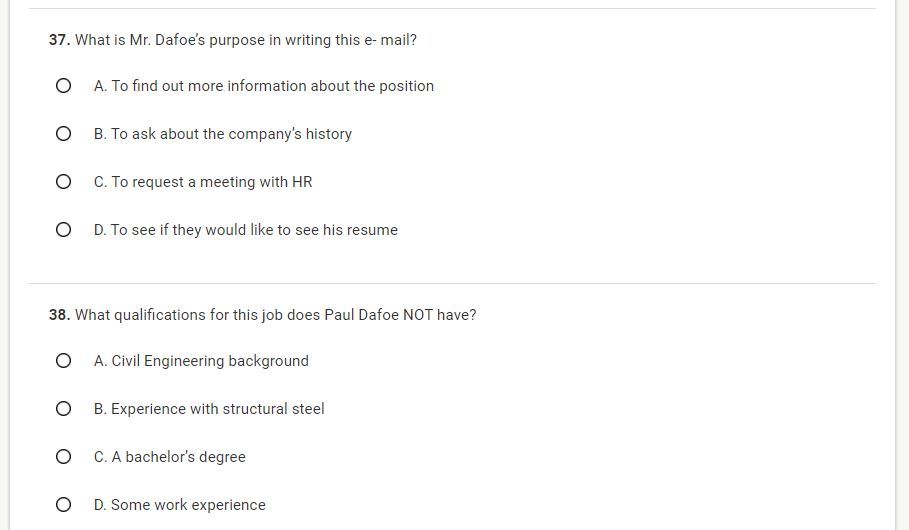 37. What is Mr. Dafoe's purpose in writing this e- mail?
A. To find out more information about the position
B. To ask about the company's history
C. To request a meeting with HR
D. To see if they would like to see his resume
38. What qualifications for this job does Paul Dafoe NOT have?
A. Civil Engineering background
B. Experience with structural steel
C. A bachelor's degree
D. Some work experience